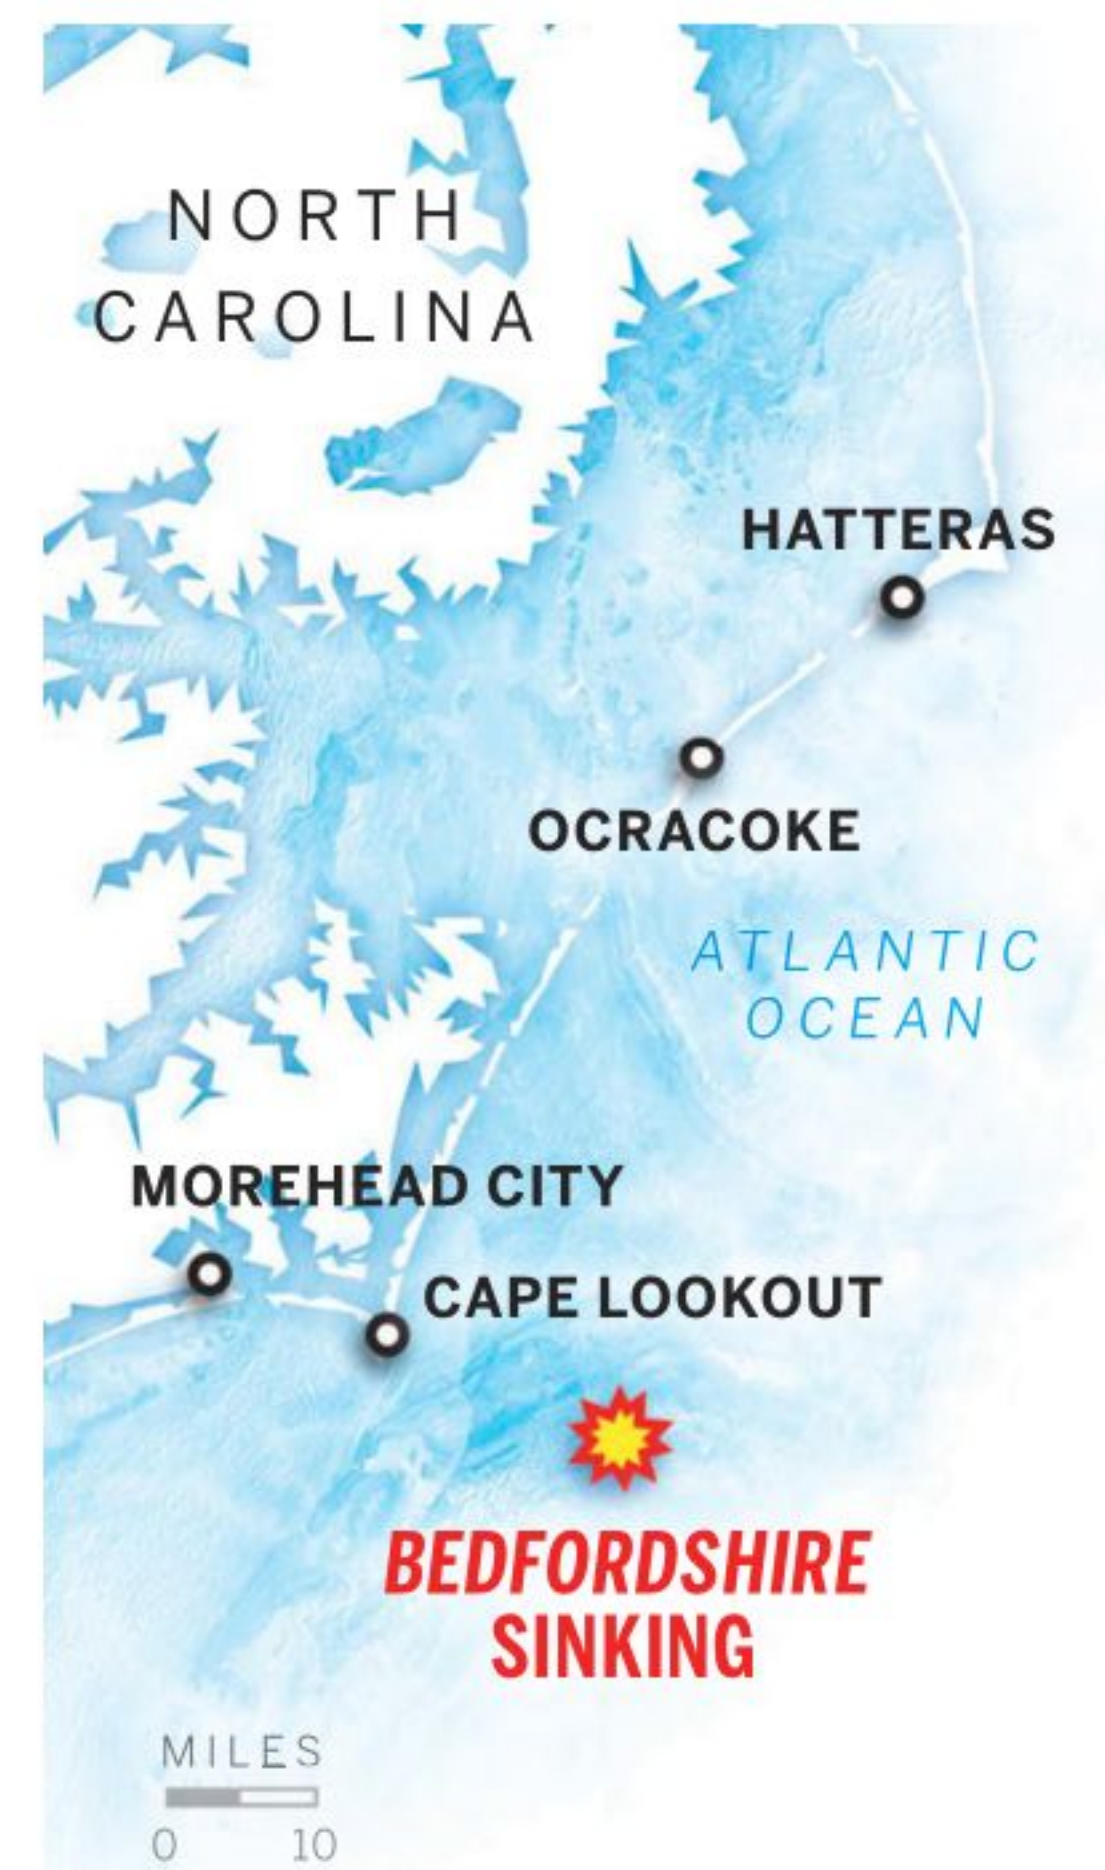 NORTH
CAROLINA
HATTERAS
OCRACOKE
ATLANTIC
OCEAN
MOREHEAD CITY
CAPE LOOKOUT
BEDFORDSHIRE
SINKING
MILES
0 10